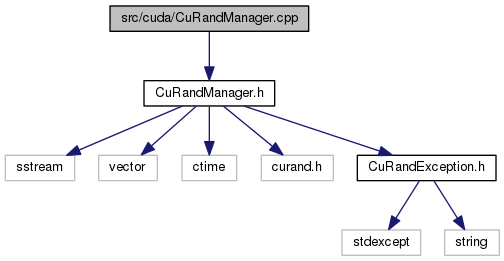 src/cuda/CuRandManager.cpp
CuRandManager.h
sstream
vector
ctime
curand.h
CuRandException.h
stdexcept
string